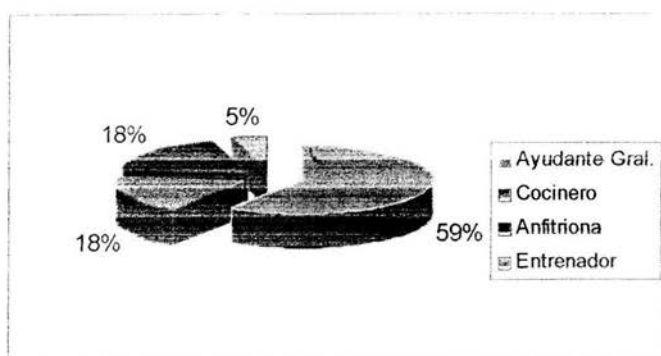 5%
18%
18%
59%
Ayudante Gral.
Cocinero
Anfitriona
Entrenador